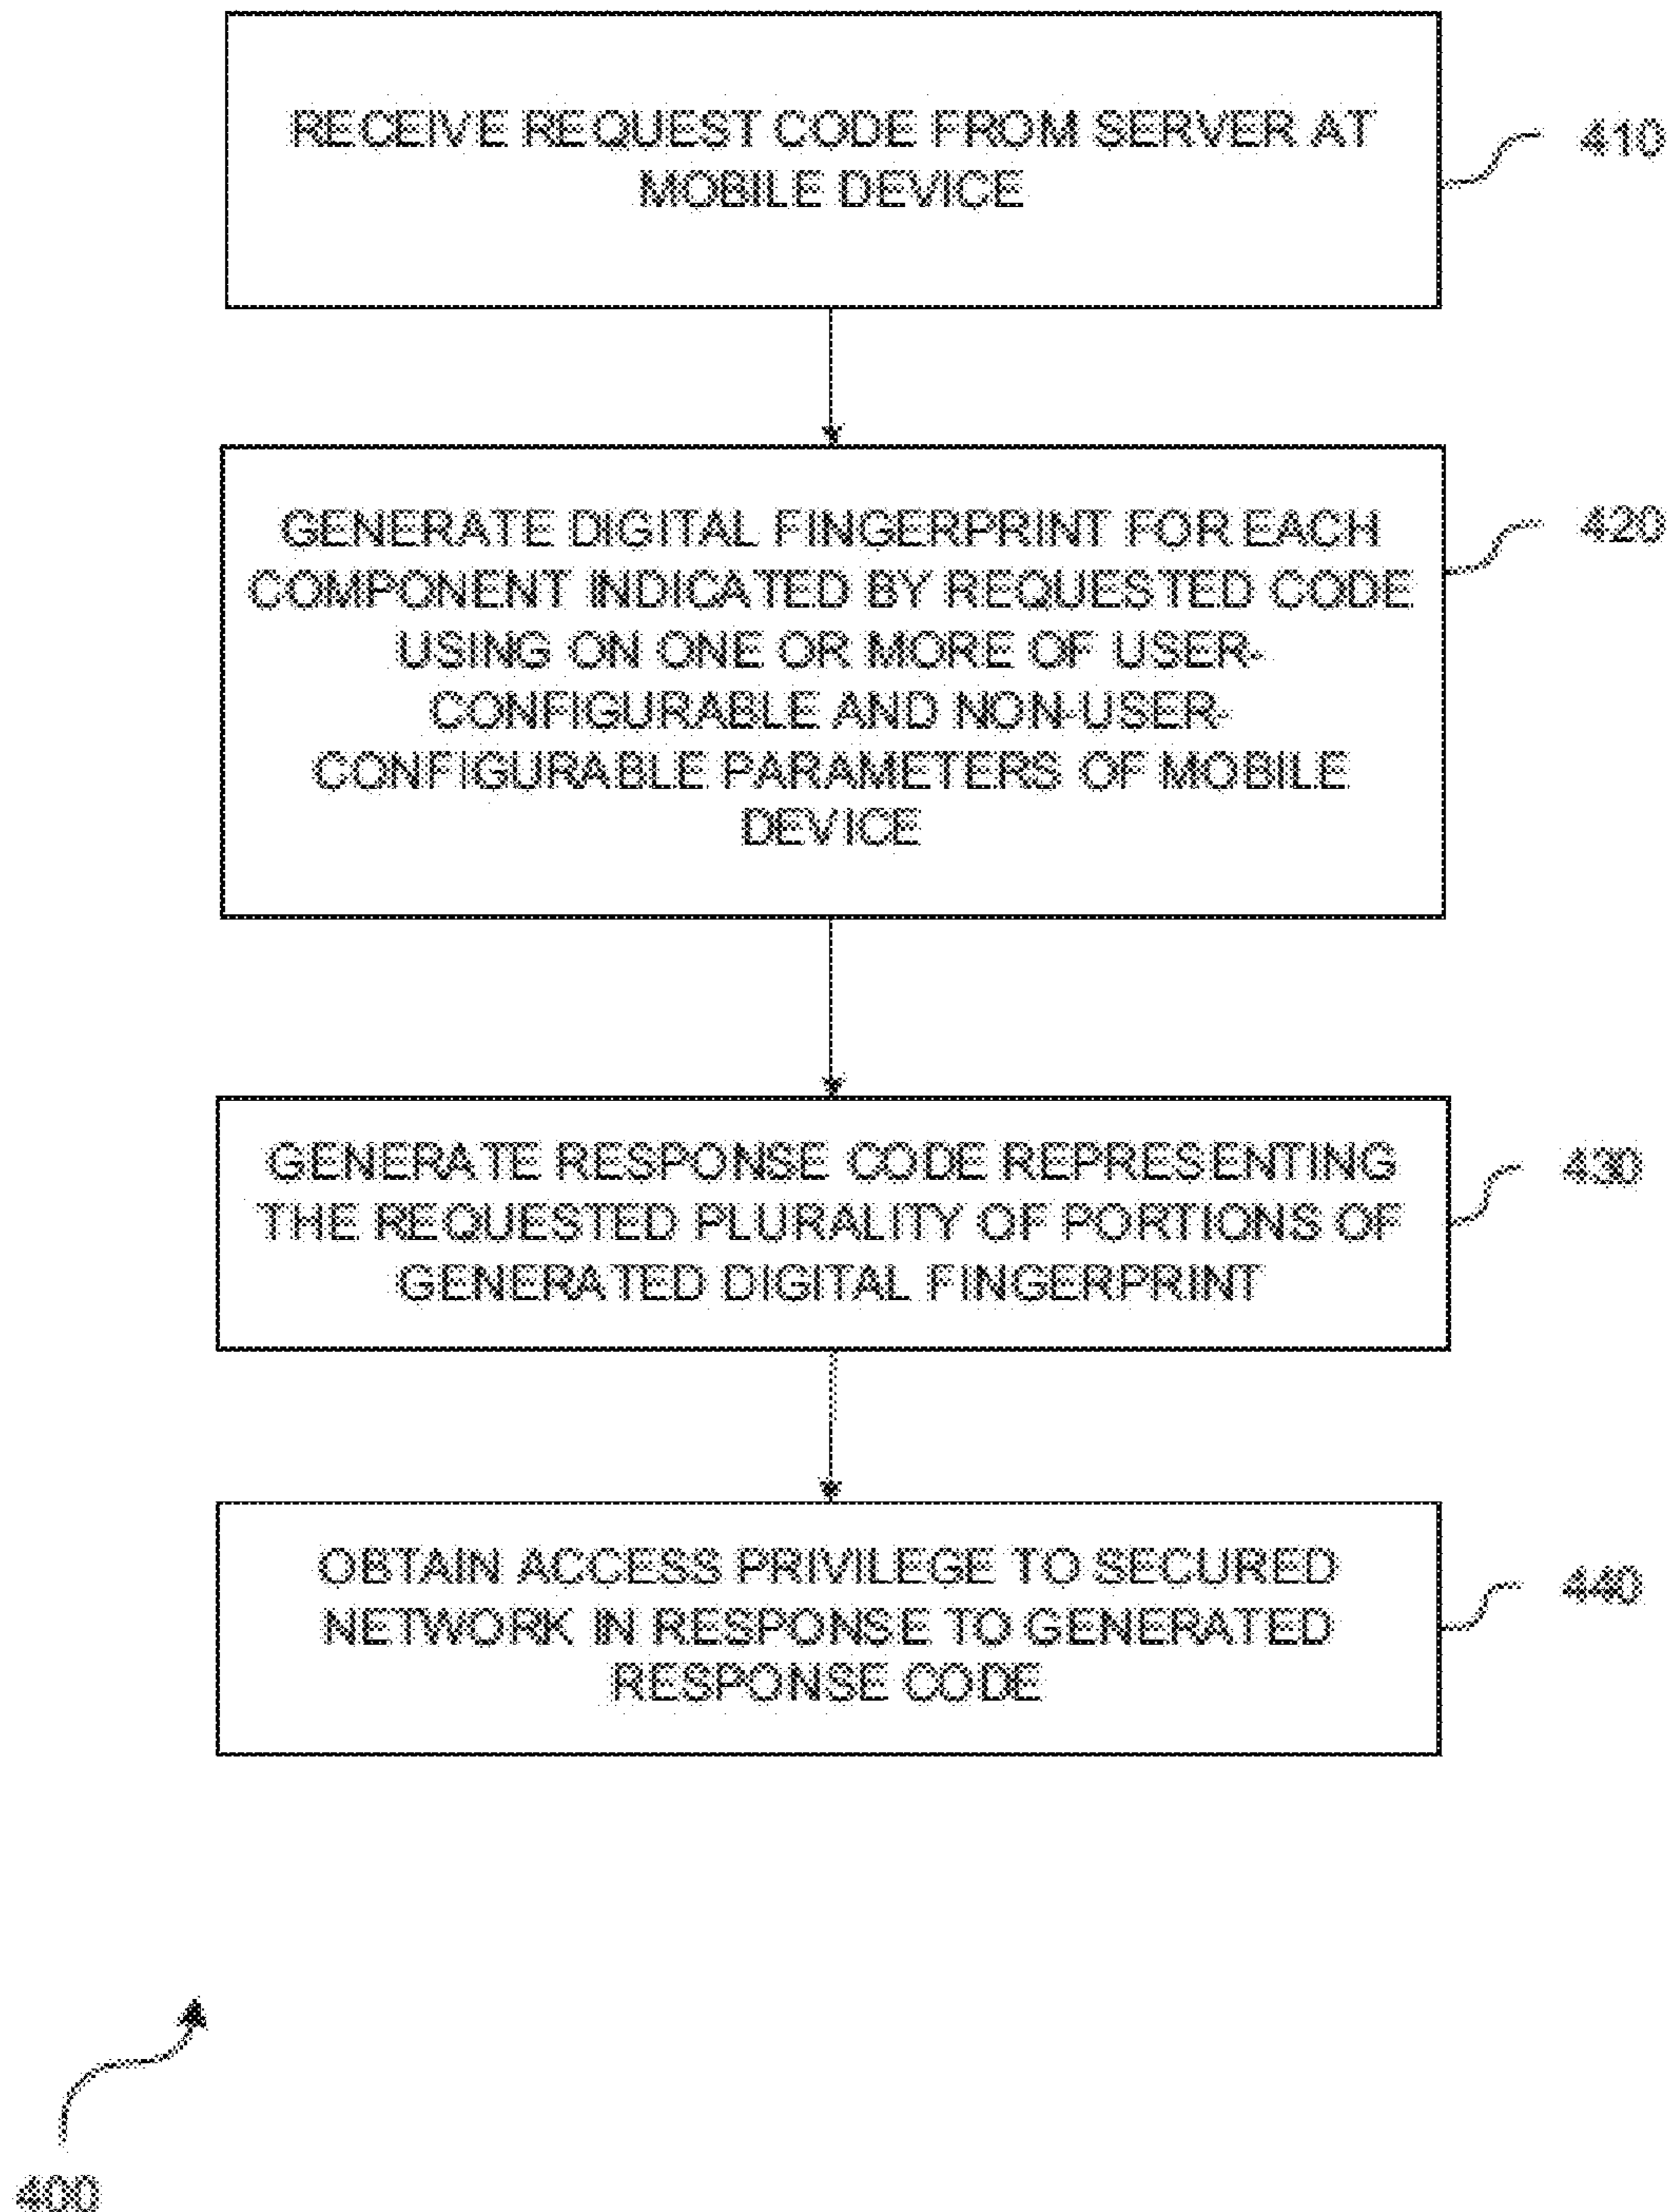 RECEIVE REQUEST CODE FROM SERVER AT
MOBILE DEVICE
410
GENERATE DIGITAL FINGERPRINT FOR EACH
COMPONENT INDICATED BY REQUESTED CODE
USING ON ONE OR MORE OF USER-
CONFIGURABLE AND NON-USER-
CONFIGURABLE PARAMETERS OF MOBILE
DEVICE
420
GENERATE RESPONSE CODE REPRESENTING
THE REQUESTED PLURALITY OF PORTIONS OF
GENERATED DIGITAL FINGERPRINT
430
OBTAIN ACCESS PRIVILEGE TO SECURED
NETWORK IN RESPONSE TO GENERATED
RESPONSE CODE
440
400